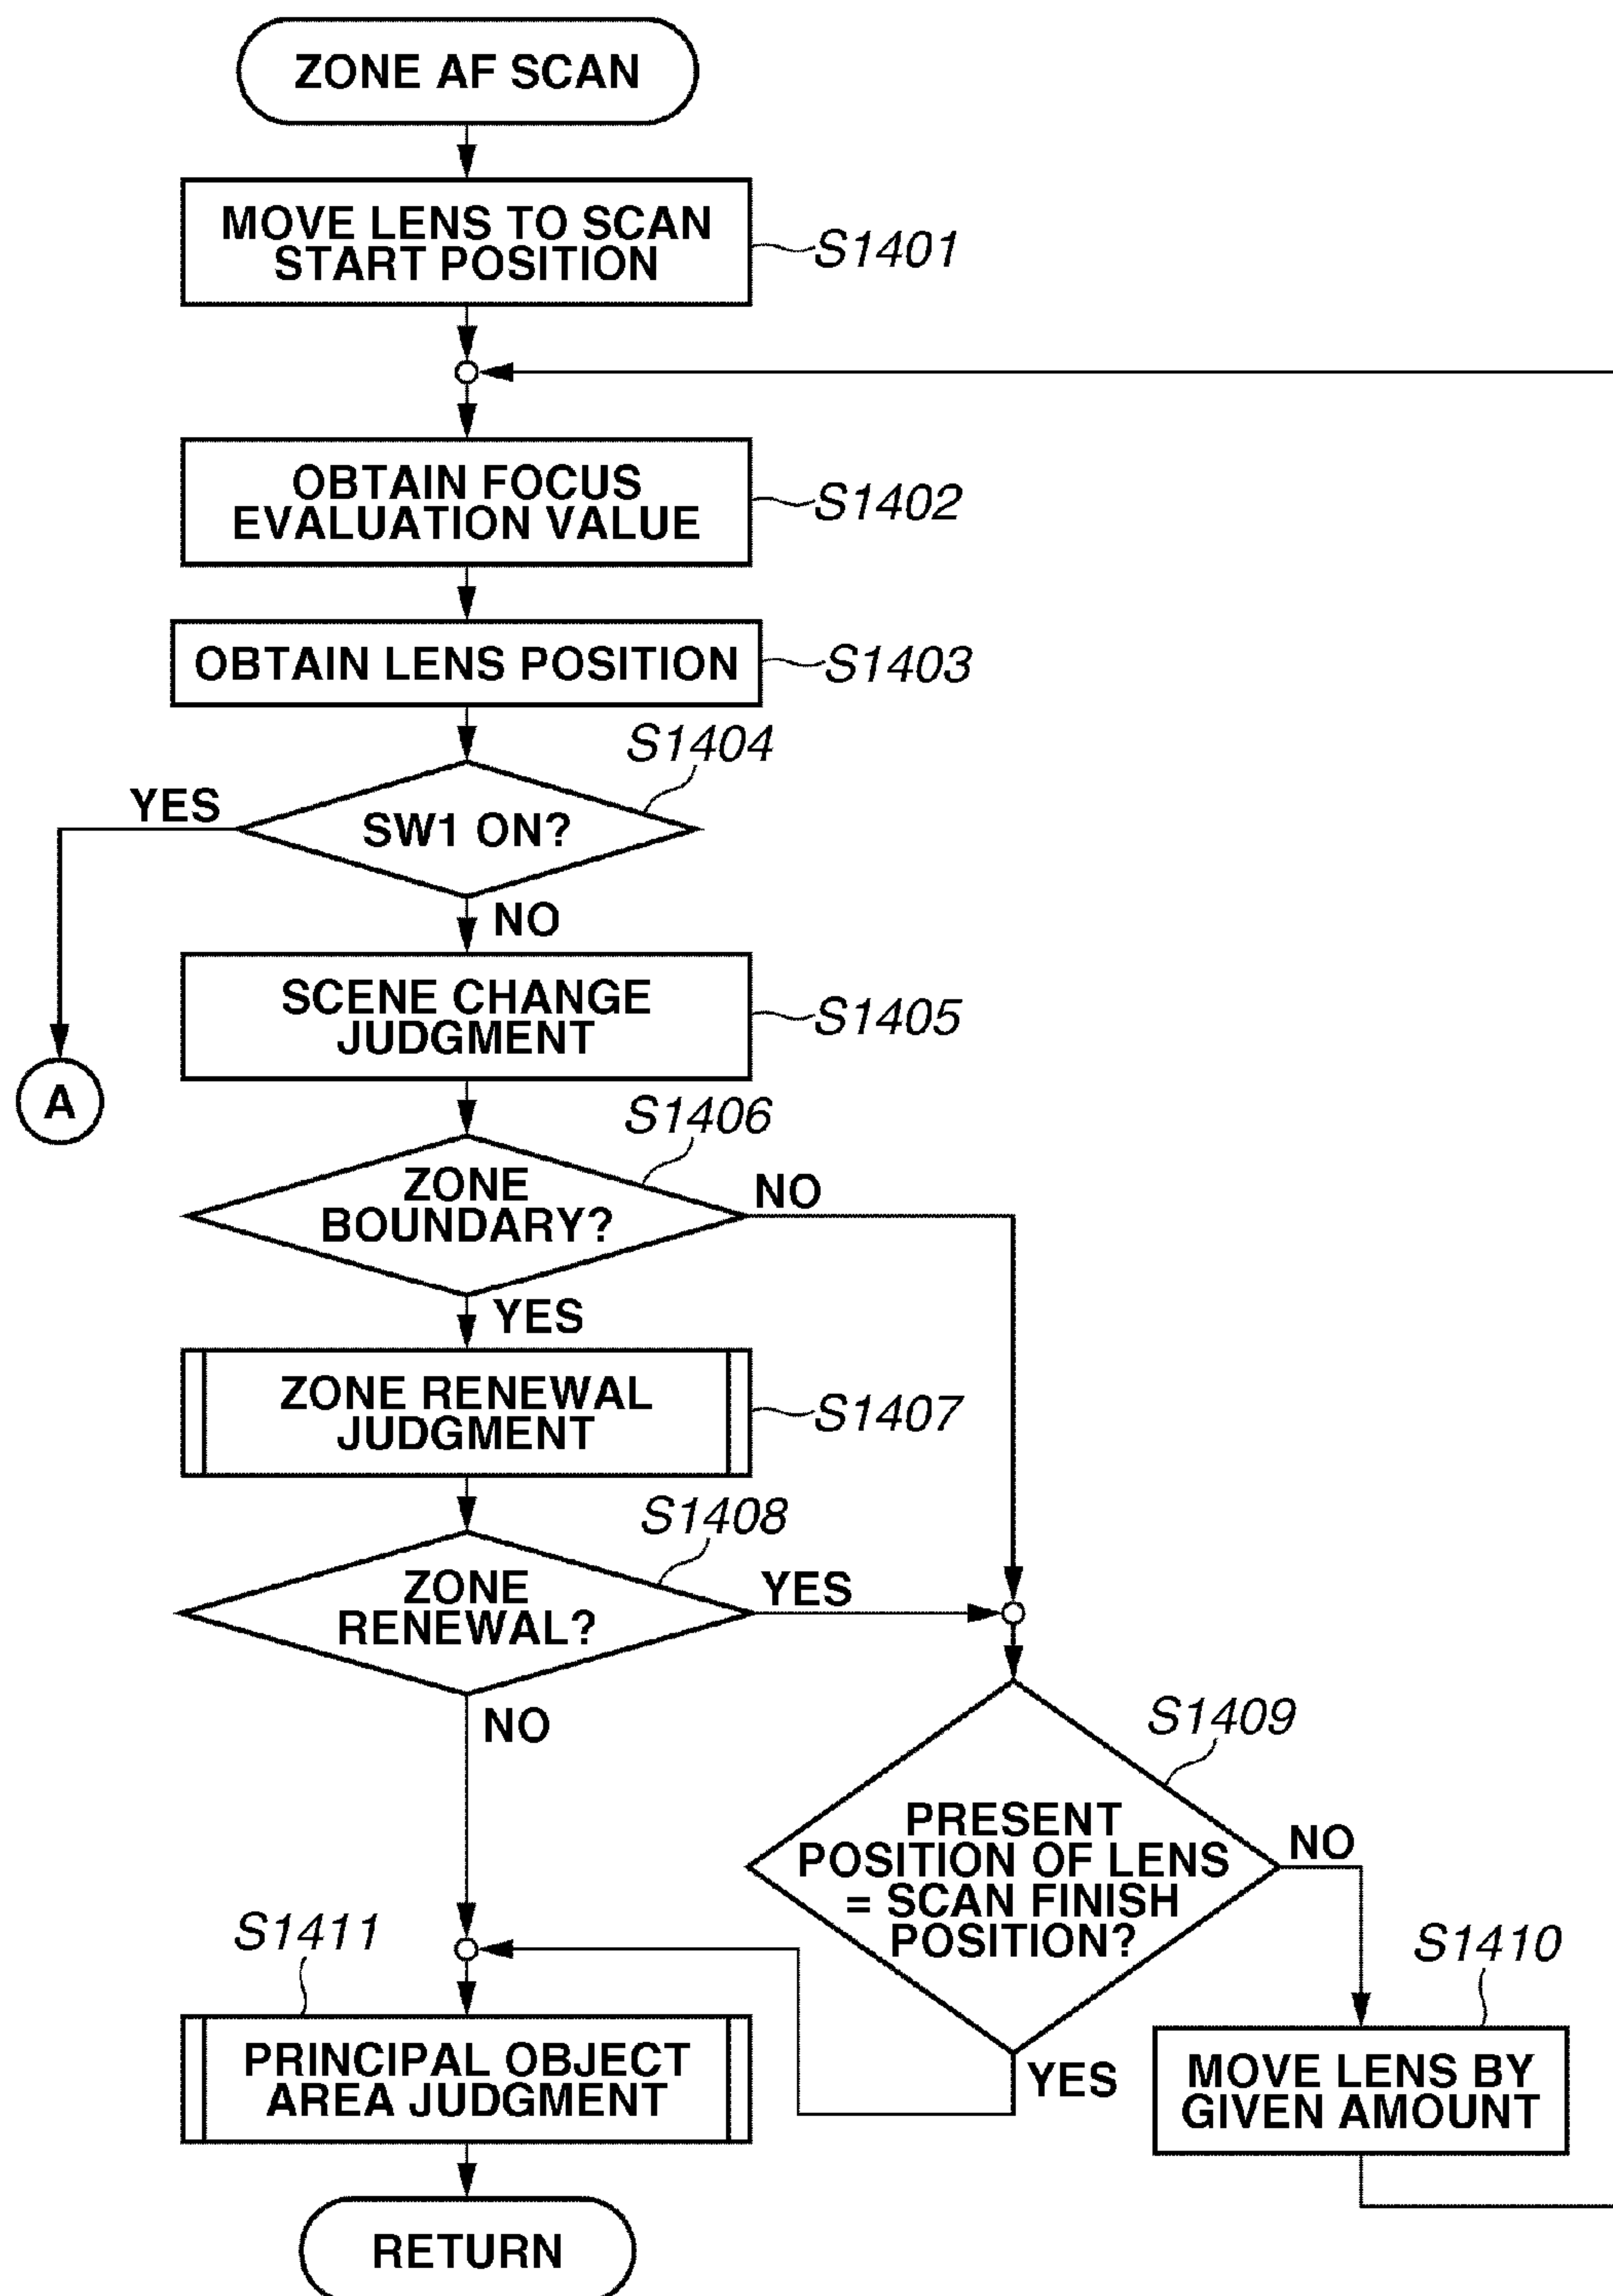 ZONE AF SCAN
MOVE LENS TO SCAN
START POSITION
S1401
OBTAIN FOCUS
EVALUATION VALUE
S1402
OBTAIN LENS POSITION
S1403
S1404
YES
SW1 ON?
NO
SCENE CHANGE
JUDGMENT
S1405
A
S1406
ZONE
BOUNDARY?
NO
YES
ZONE RENEWAL
JUDGMENT
S1407
S1408
ZONE
RENEWAL?
YES
NO
S1409
PRESENT
POSITION OF LENS
= SCAN FINISH
POSITION?
NO
YES
S1410
MOVE LENS BY
GIVEN AMOUNT
S1411
PRINCIPAL OBJECT
AREA JUDGMENT
RETURN